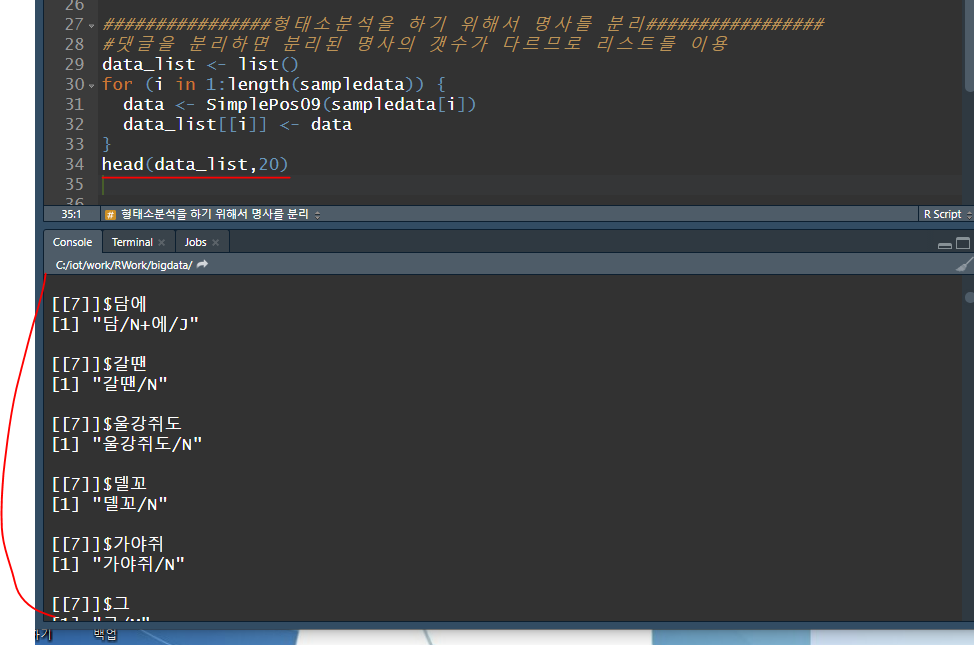 26
27 ################형태소분석을 하기 위해서 명사를 분리#################
28 #댓글을 분리하면 분리된 명사의 갯수가 다르므로 리스트를 이용
29 data_list <- list()
30 for (i in 1:length(sampledata)) {
31 data <- SimplePos09(sampledata[i])
32 data_list[[i]] <- data
33 }
34 head(data_list,20)
35
36
35:1 # 형태소분석을 하기 위해서 명사를 분리 R Script
Console Terminal Jobs
C:/iot/work/RWork/bigdata/
[[7]]$담에
[1] "담/N+에/J"
[[7]]$갈땐
[1] "갈땐/N"
[[7]]$울강쥐도
[1] "울강쥐도/N"
[[7]]$델꼬
[1] "델꼬/N"
[[7]]$가야쥐
[1] "가야쥐/N"
[[7]]$그
[1] "그/N"
백업